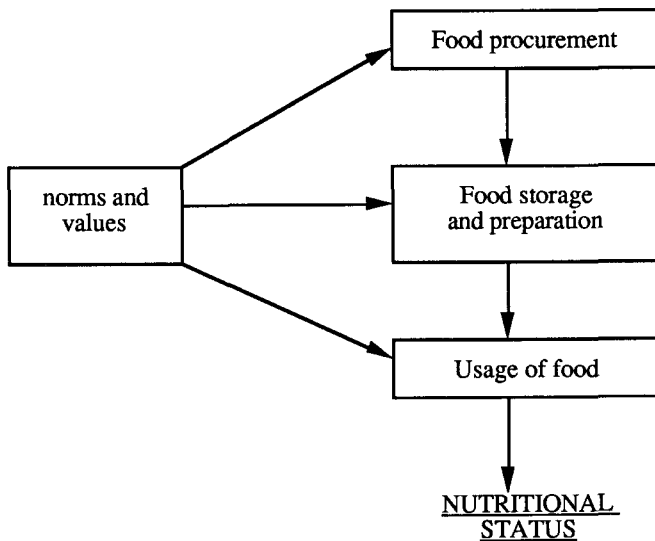 Food procurement
norms and
values
Food storage
and preparation
Usage of food
NUTRITIONAL
STATUS